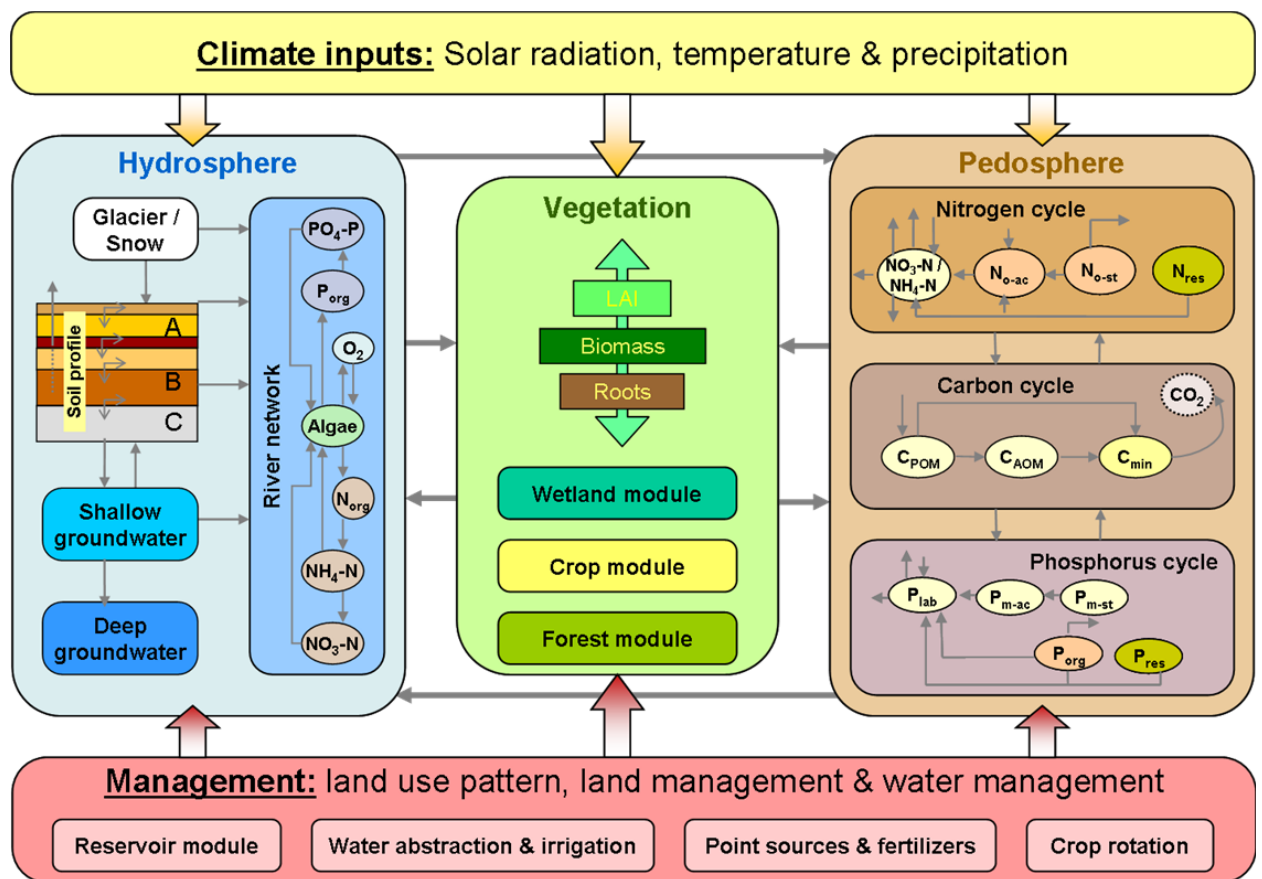 Climate inputs: Solar radiation, temperature & precipitation
Hydrosphere
Glacier /
Snow
Soil profile
A
B
C
Shallow
groundwater
Deep
groundwater
River network
PO4-P
Porg
O2
Algae
Norg
NH4-N
NO3-N
Vegetation
LAI
Biomass
Roots
Wetland module
Crop module
Forest module
Pedosphere
Nitrogen cycle
NO3-N /
NH4-N
No-ac
No-st
Nres
Carbon cycle
CO2
CPOM
CAOM
Cmin
Phosphorus cycle
Plab
Pm-ac
Pm-st
Porg
Pres
Management: land use pattern, land management & water management
Reservoir module
Water abstraction & irrigation
Point sources & fertilizers
Crop rotation